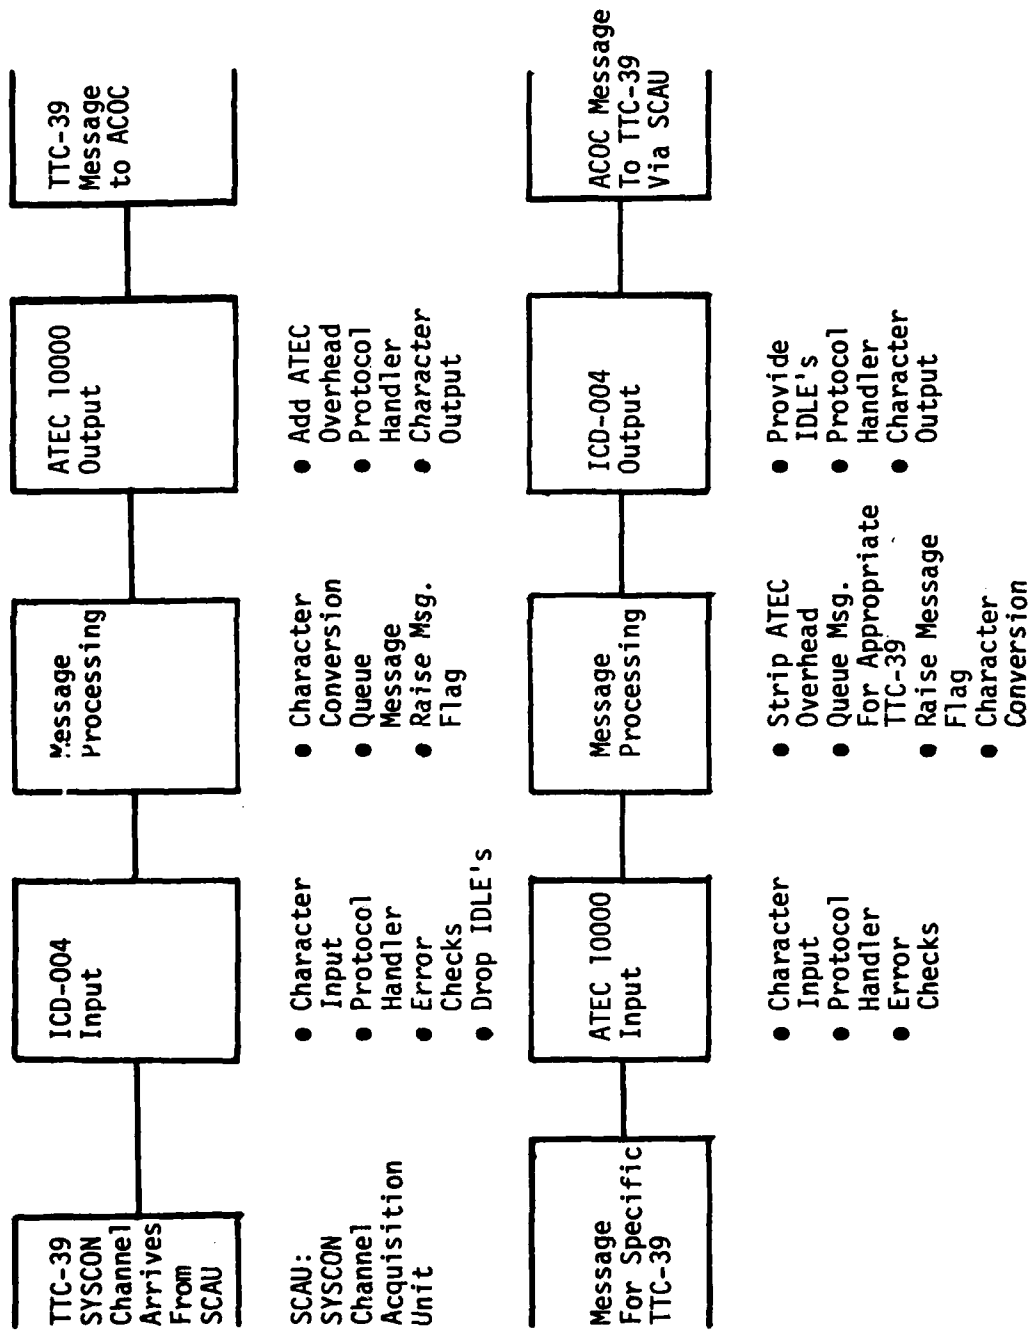 TTC-39
SYSCON
Channel
Arrives
From
SCAU
ICD-004
Input
Message
Processing
ATEC 10000
Output
TTC-39
Message
to ACOC
SCAU:
SYSCON
Channel
Acquisition
Unit
● Character
Input
● Protocol
Handler
● Error
Checks
● Drop IDLE's
● Character
Conversion
● Queue
Message
● Raise Msg.
Flag
● Add ATEC
Overhead
● Protocol
Handler
● Character
Output
Message
For Specific
TTC-39
ATEC 10000
Input
Message
Processing
ICD-004
Output
ACOC Message
To TTC-39
Via SCAU
● Character
Input
● Protocol
Handler
● Error
Checks
● Strip ATEC
Overhead
● Queue Msg.
For Appropriate
TTC-39
● Raise Message
Flag
● Character
Conversion
● Provide
IDLE's
● Protocol
Handler
● Character
Output